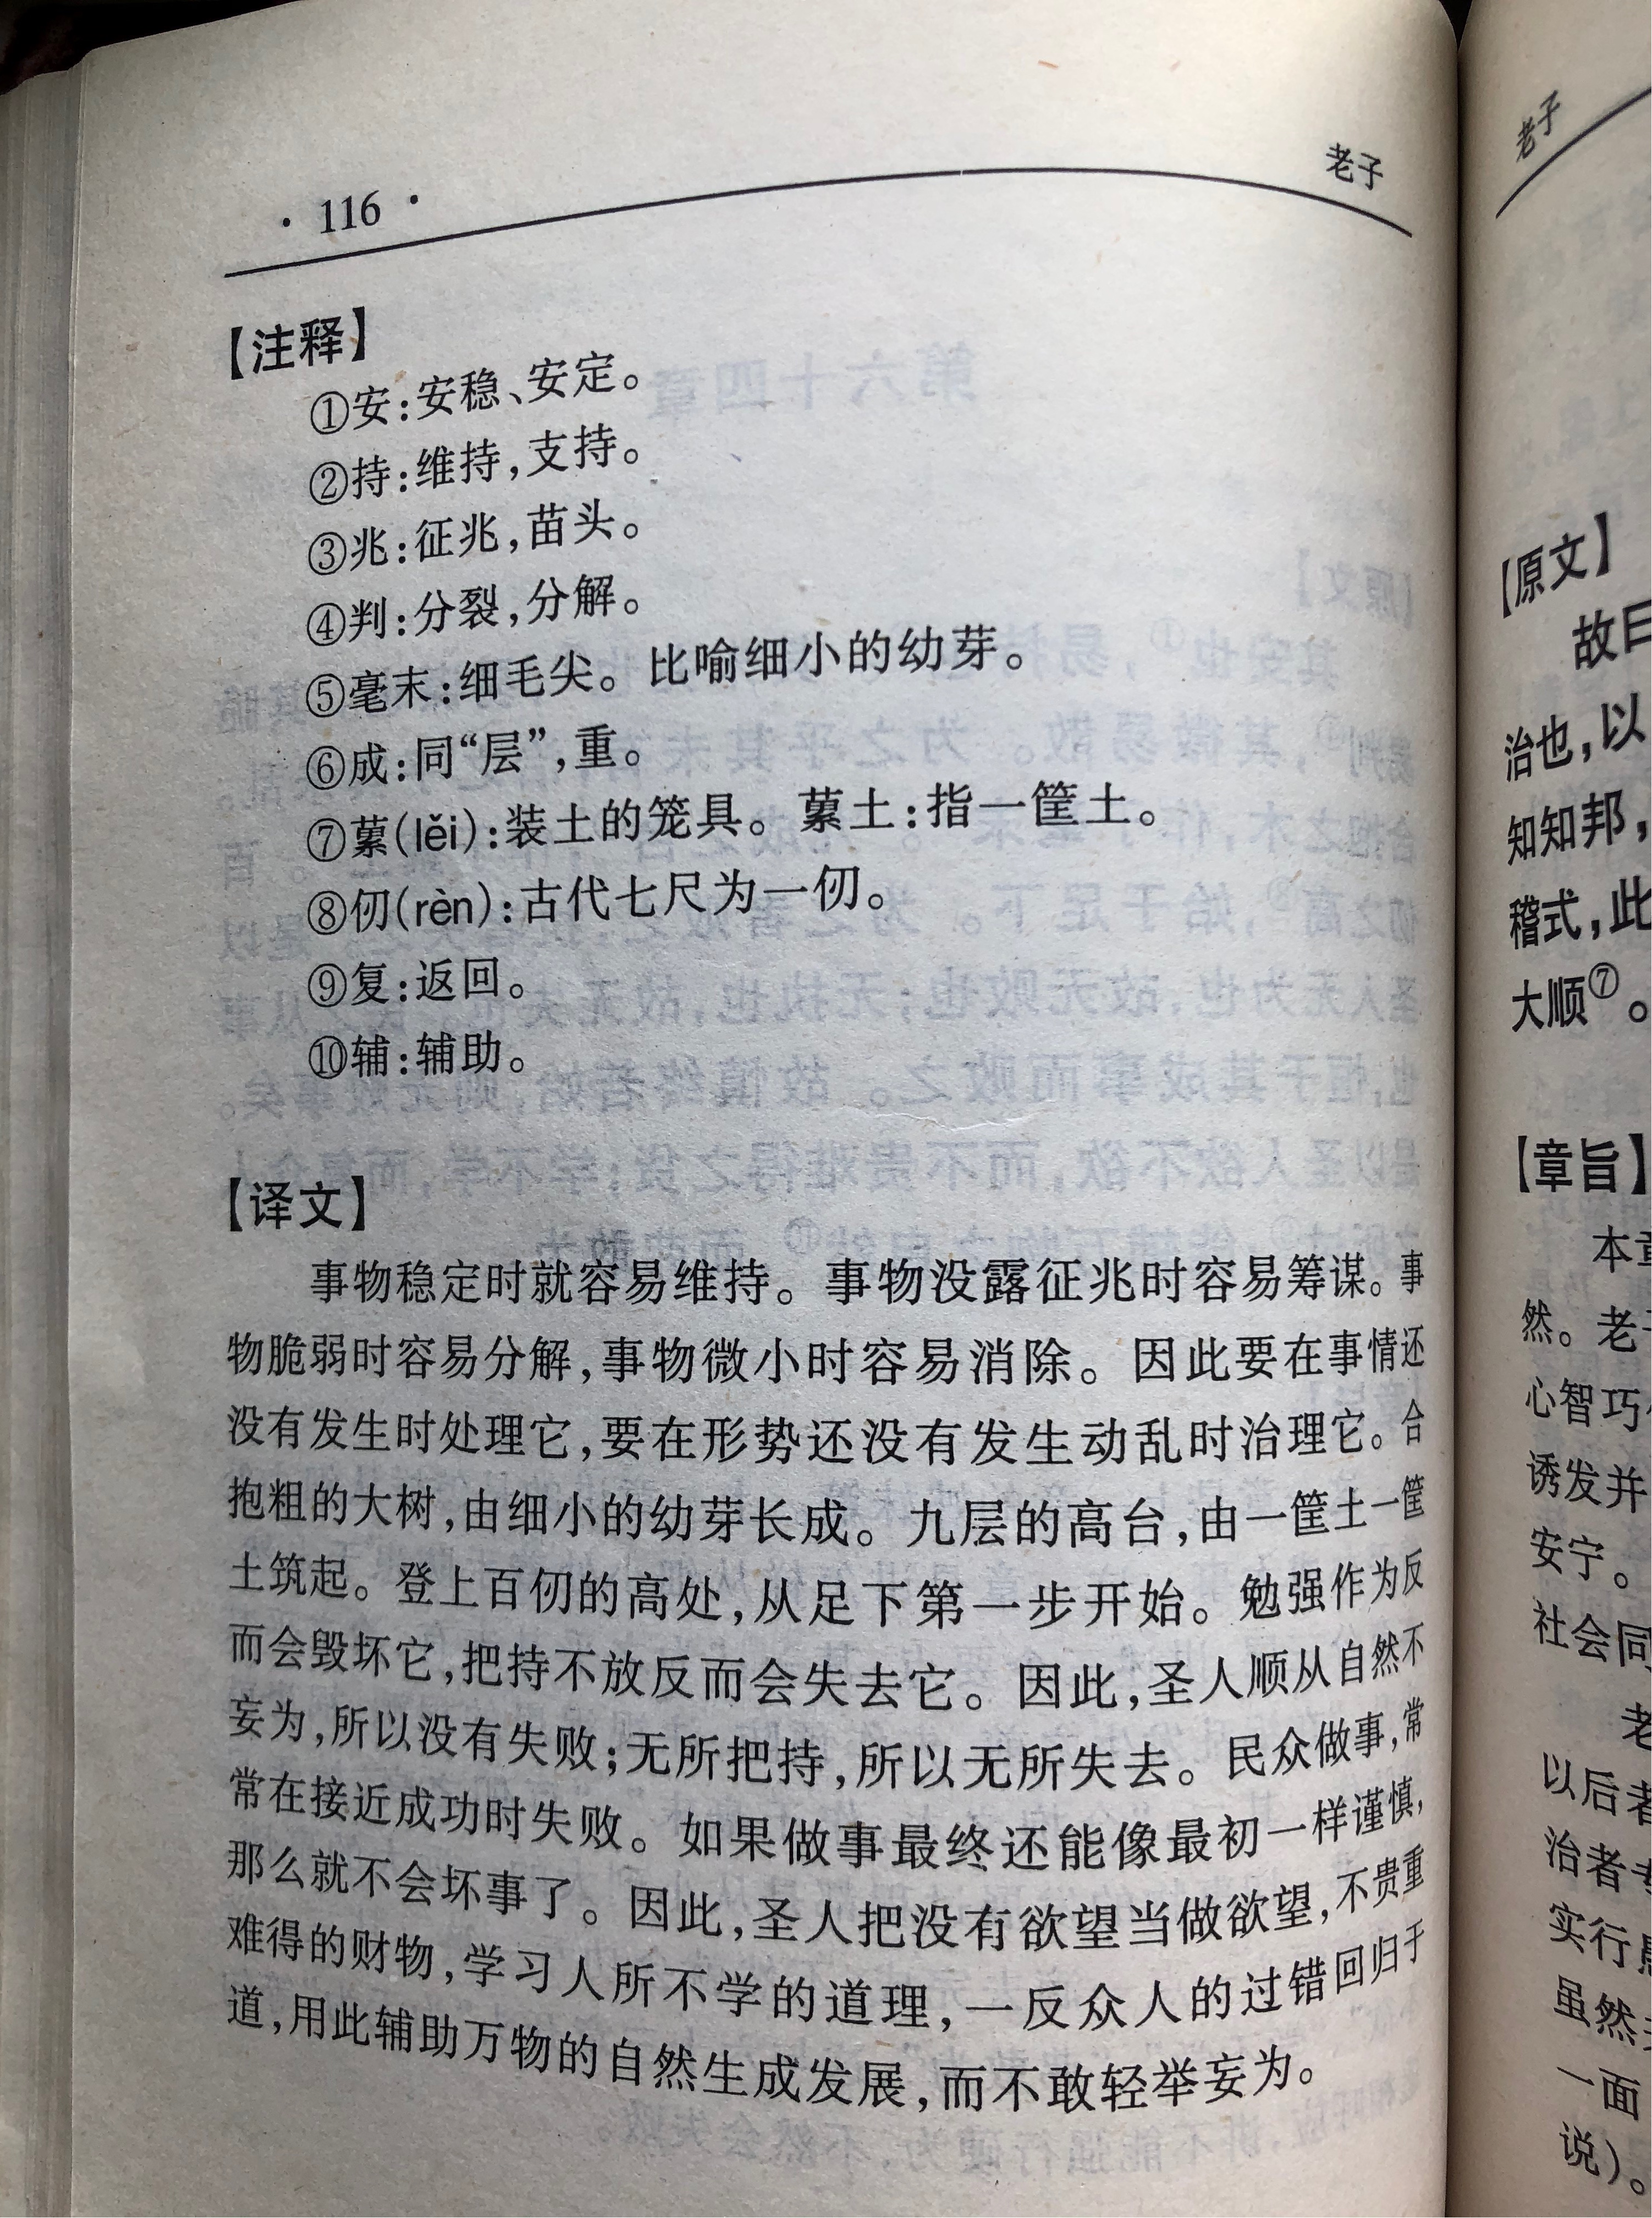 · 116 ·
老子
【注释】
①安:安稳、安定。
②持:维持,支持。
③兆:征兆,苗头。
④判:分裂,分解。
⑤毫末:细毛尖。比喻细小的幼芽。
⑥成:同“层”,重。
⑦蔂(lěi):装土的笼具。蔂土:指一筐土。
⑧仞(rèn):古代七尺为一仞。
⑨复:返回。
⑩辅:辅助。
【译文】
事物稳定时就容易维持。事物没露征兆时容易筹谋。事
物脆弱时容易分解,事物微小时容易消除。因此要在事情还
没有发生时处理它,要在形势还没有发生动乱时治理它。合
抱粗的大树,由细小的幼芽长成。九层的高台,由一筐土一筐
土筑起。登上百仞的高处,从足下第一步开始。勉强作为反
而会毁坏它,把持不放反而会失去它。因此,圣人顺从自然不
妄为,所以没有失败;无所把持,所以无所失去。民众做事,常
常在接近成功时失败。如果做事最终还能像最初一样谨慎,
那么就不会坏事了。因此,圣人把没有欲望当做欲望,不贵重
难得的财物,学习人所不学的道理,一反众人的过错回归于
道,用此辅助万物的自然生成发展,而不敢轻举妄为。
老子
【原文】
故曰
治也,以
知知邦,
稽式,此
大顺⑦。
【章旨】
本章
然。老
心智巧
诱发并
安宁。
社会同
老
以后者
治者
实行
虽然
一面
说)。